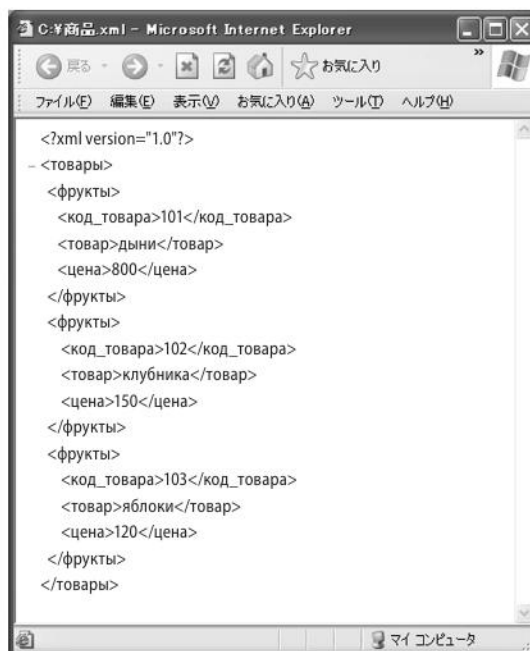 C:¥商品.xml - Microsoft Internet Explorer
戻る お気に入り »
ファイル(F) 編集(E) 表示(V) お気に入り(A) ツール(T) ヘルプ(H)
<?xml version="1.0"?>
– <товары>
<фрукты>
<код_товара>101</код_товара>
<товар>дыни</товар>
<цена>800</цена>
</фрукты>
<фрукты>
<код_товара>102</код_товара>
<товар>клубника</товар>
<цена>150</цена>
</фрукты>
<фрукты>
<код_товара>103</код_товара>
<товар>яблоки</товар>
<цена>120</цена>
</фрукты>
</товары>
マイ コンピュータ